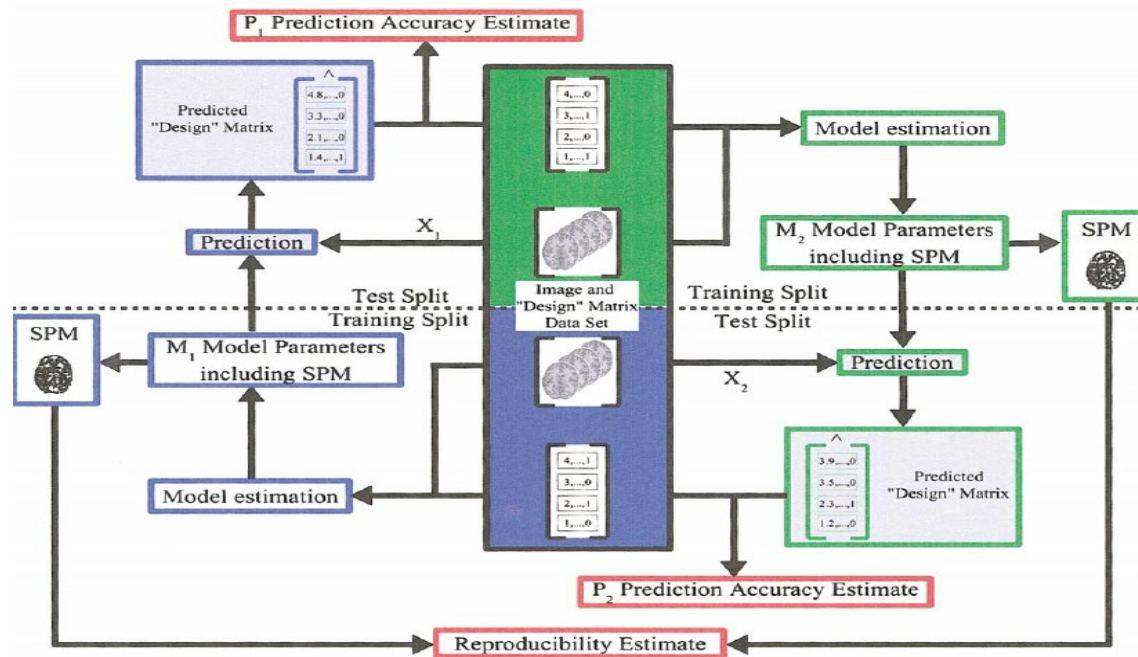 P1 Prediction Accuracy Estimate
Predicted
"Design" Matrix
^
4.8,...,0
3.3,...,0
2.1,...,0
1.4,...,1
4,...,0
3,...,1
2,...,0
1,...,1
Model estimation
Prediction
X1
M2 Model Parameters
including SPM
SPM
Image and
"Design" Matrix
Data Set
Test Split
Training Split
Training Split
Test Split
SPM
M1 Model Parameters
including SPM
X2
Prediction
Model estimation
4,...,1
3,...,0
2,...,1
1,...,0
^
3.9,...,0
3.5,...,0
2.3,...,1
1.2,...,0
Predicted
"Design" Matrix
P2 Prediction Accuracy Estimate
Reproducibility Estimate